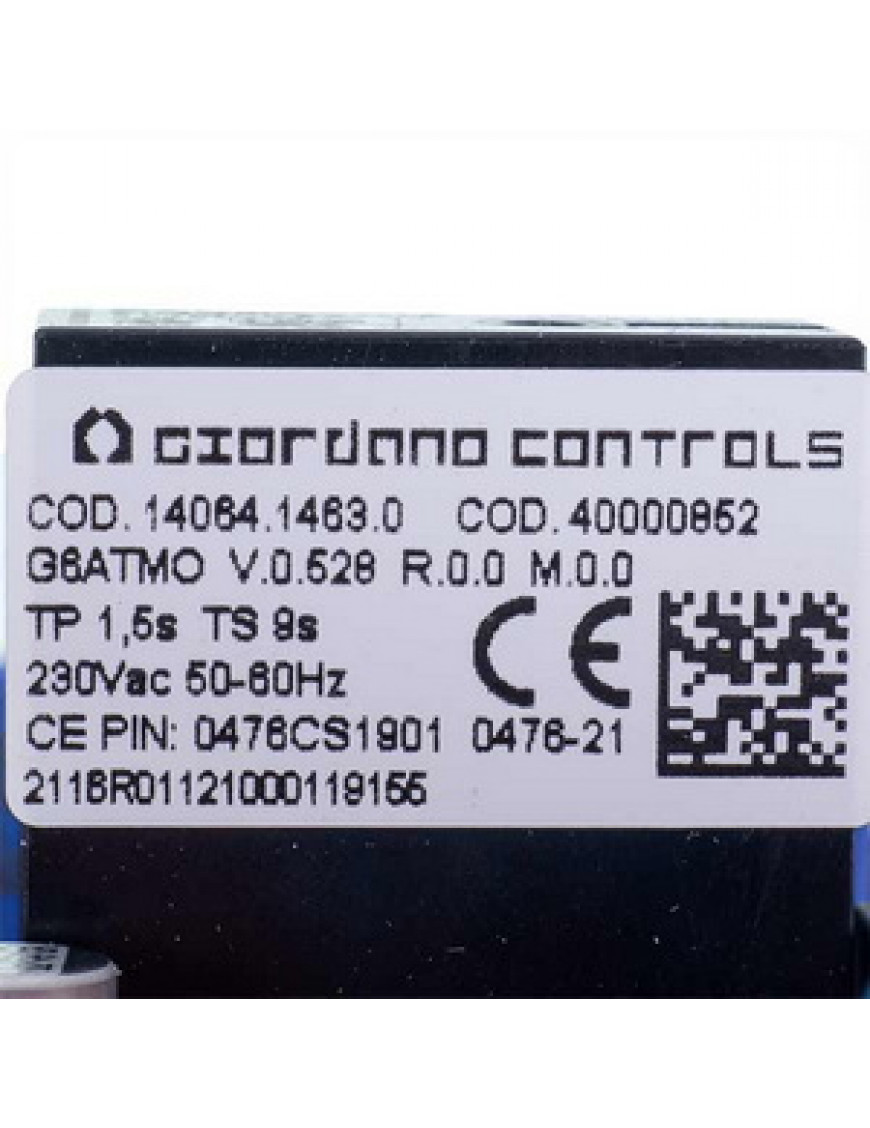 GIORDANO CONTROLS
COD. 14064.1463.0 COD. 40000852
G6ATMO V.0.528 R.0.0 M.0.0
TP 1,5s TS 9s
230Vac 50-60Hz
CE
CE PIN: 0476CS1901 0476-21
2116R01121000119155